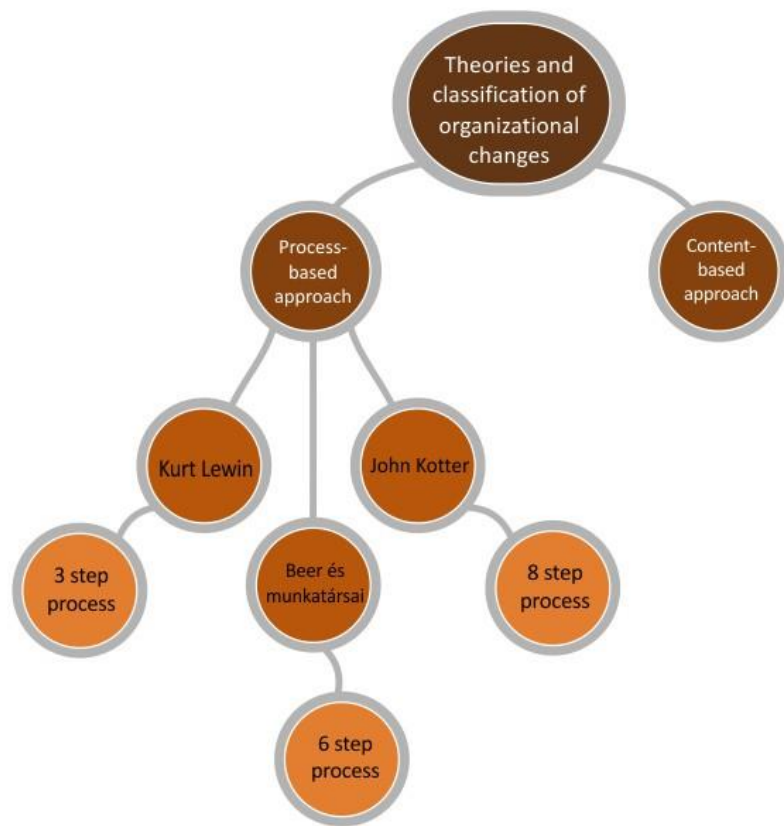 Theories and
classification of
organizational
changes
Process-
based
approach
Content-
based
approach
Kurt Lewin
John Kotter
3 step
process
Beer és
munkatársai
8 step
process
6 step
process